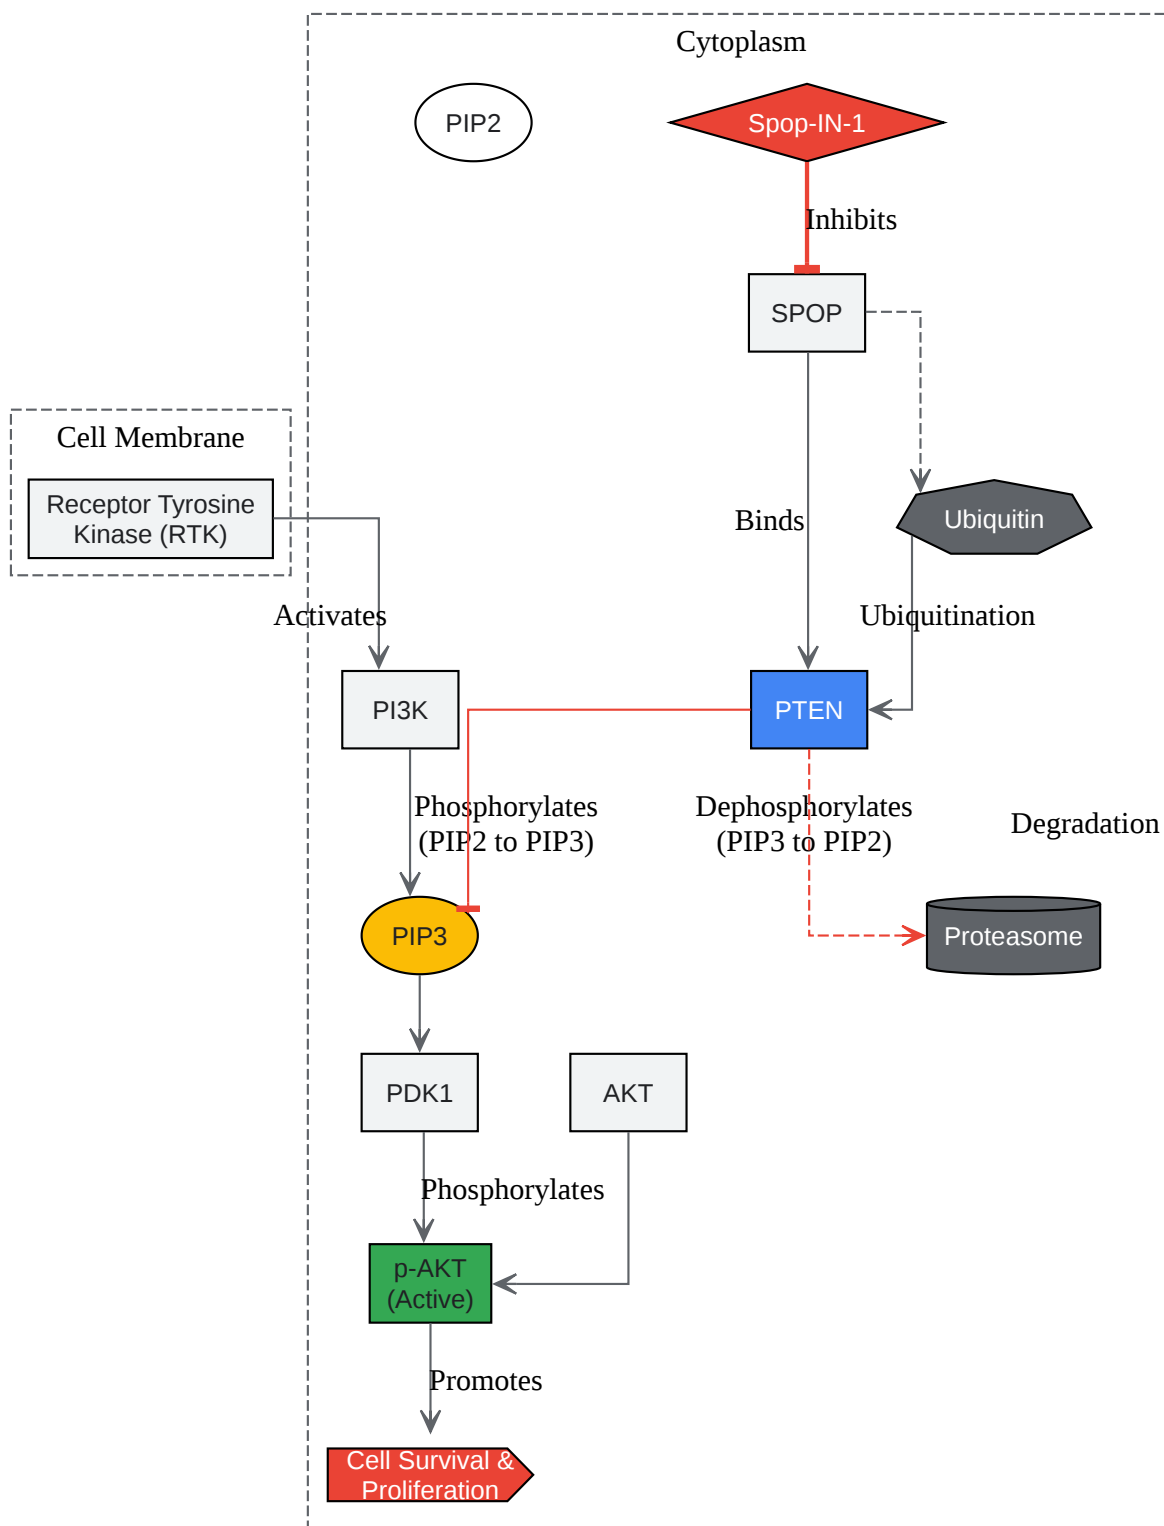 Cytoplasm
PIP2
Spop-IN-1
Inhibits
SPOP
Cell Membrane
Receptor Tyrosine
Kinase (RTK)
Binds
Ubiquitin
Activates
Ubiquitination
PI3K
PTEN
Phosphorylates
(PIP2 to PIP3)
Dephosphorylates
(PIP3 to PIP2)
Degradation
PIP3
Proteasome
PDK1
AKT
Phosphorylates
p-AKT
(Active)
Promotes
Cell Survival &
Proliferation